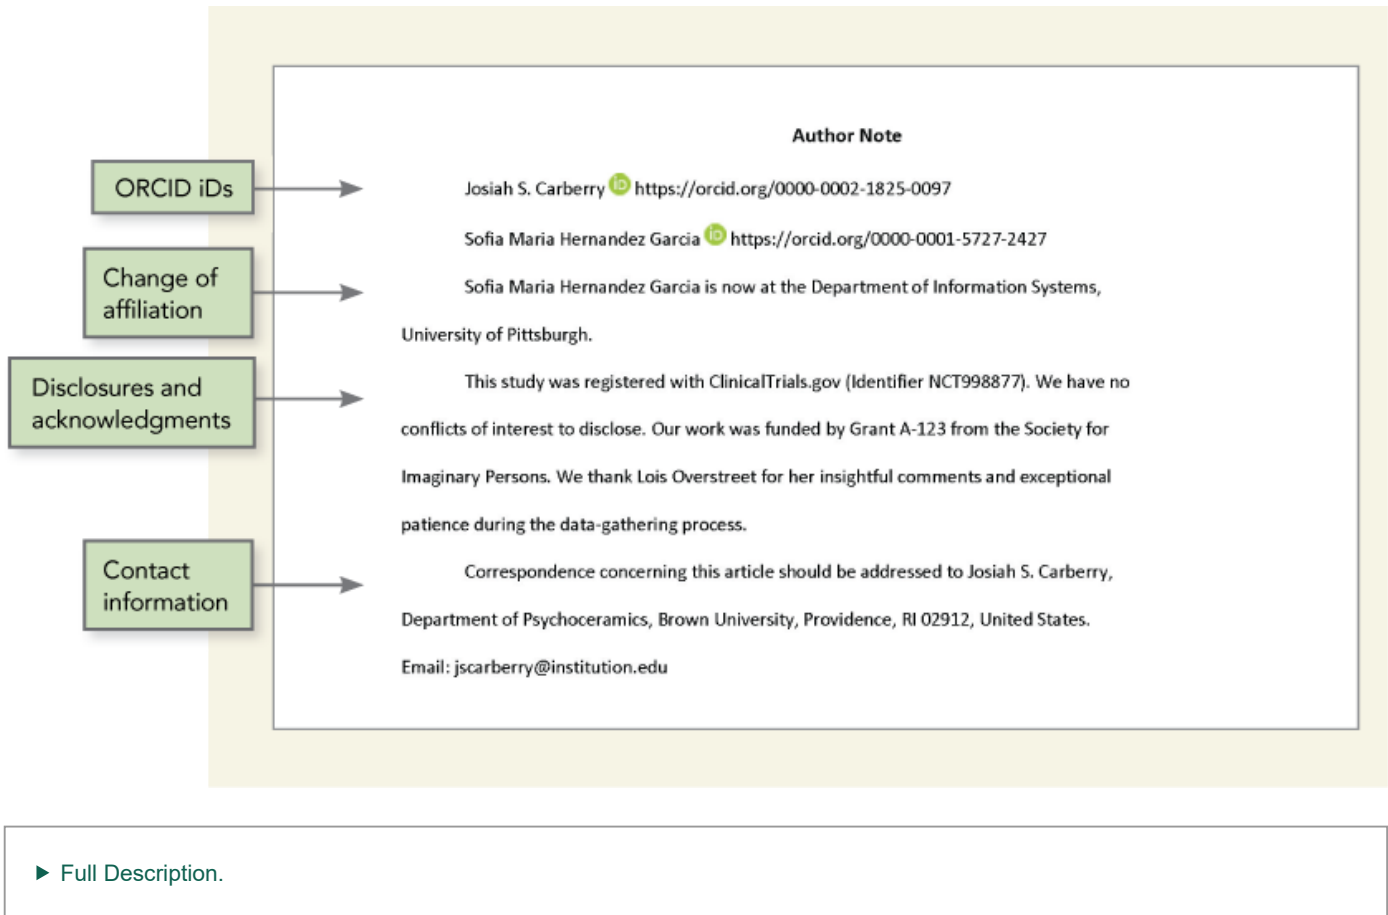 Author Note
ORCID iDs
Josiah S. Carberry iD https://orcid.org/0000-0002-1825-0097
Sofia Maria Hernandez Garcia iD https://orcid.org/0000-0001-5727-2427
Change of
affiliation
Sofia Maria Hernandez Garcia is now at the Department of Information Systems,
University of Pittsburgh.
Disclosures and
acknowledgments
This study was registered with ClinicalTrials.gov (Identifier NCT998877). We have no
conflicts of interest to disclose. Our work was funded by Grant A-123 from the Society for
Imaginary Persons. We thank Lois Overstreet for her insightful comments and exceptional
patience during the data-gathering process.
Contact
information
Correspondence concerning this article should be addressed to Josiah S. Carberry,
Department of Psychoceramics, Brown University, Providence, RI 02912, United States.
Email: jscarberry@institution.edu
Full Description.